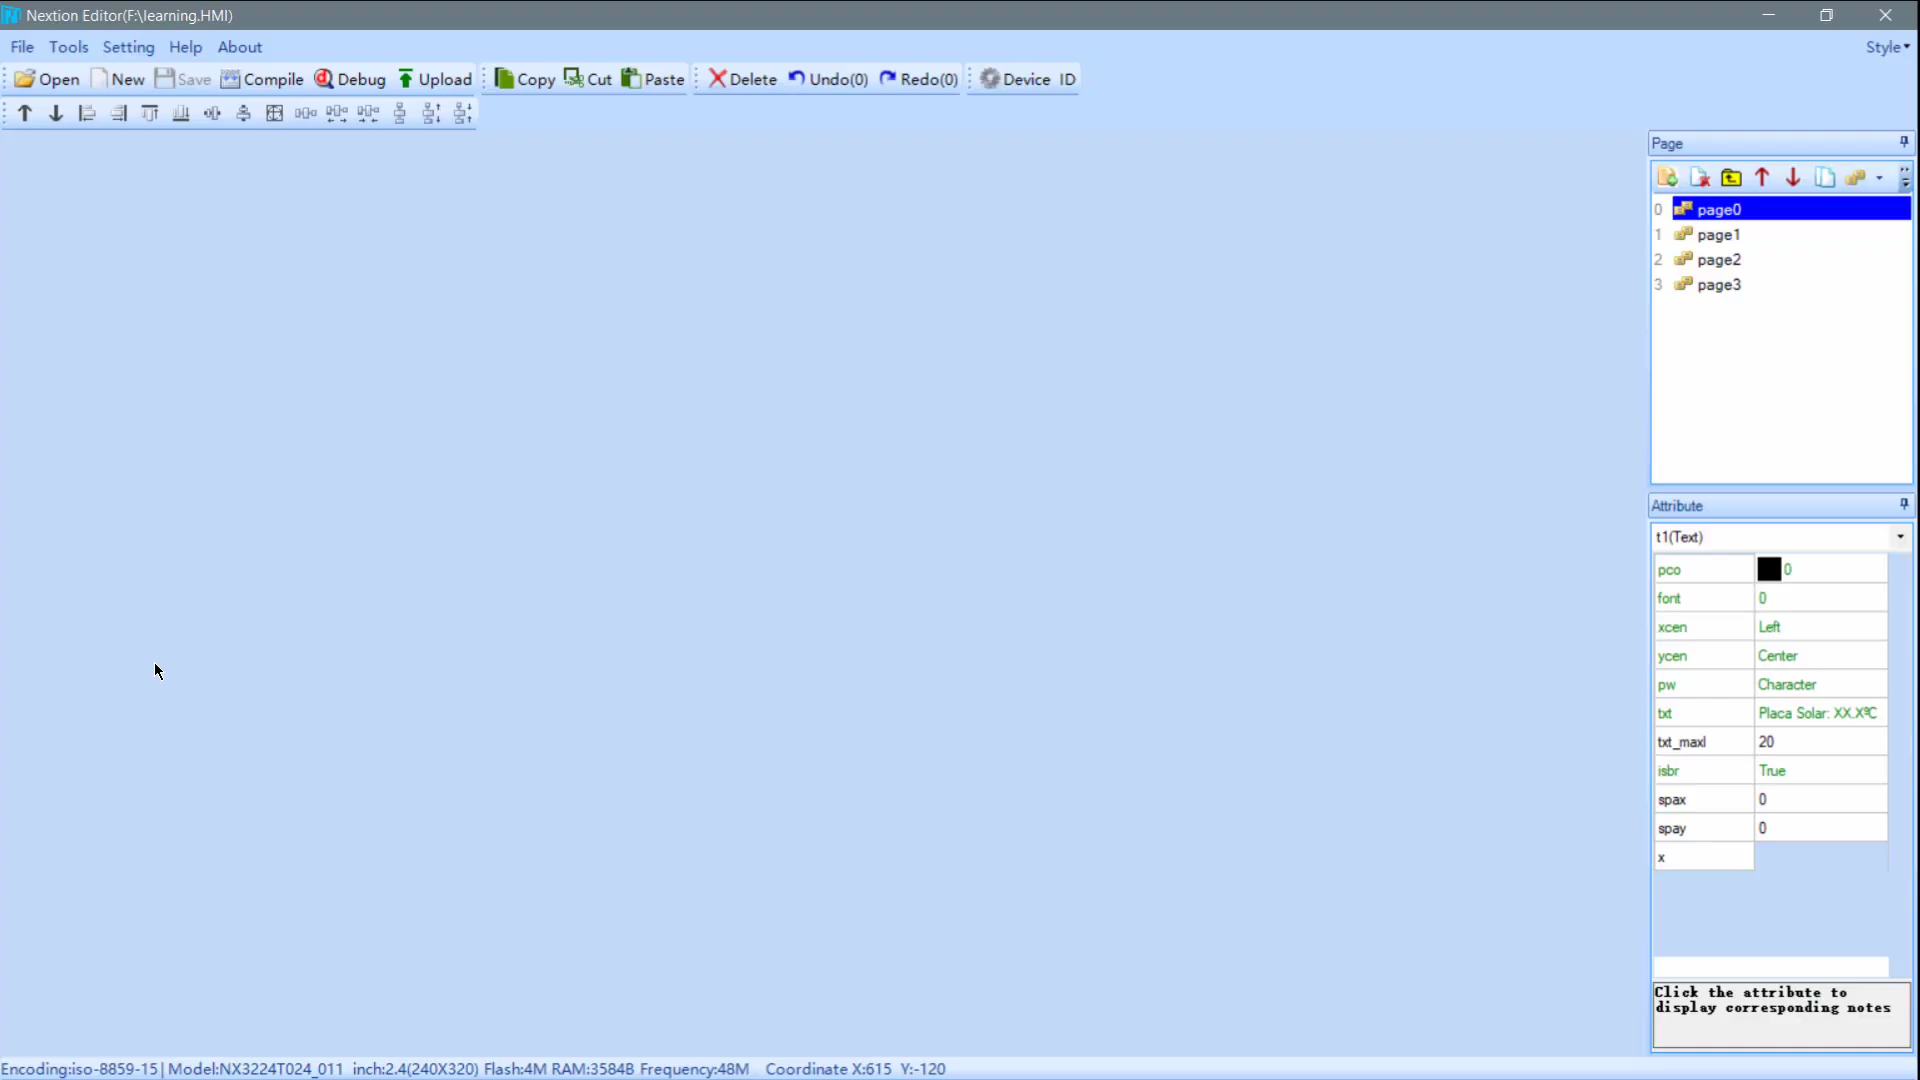 Nextion Editor(F:\learning.HMI)
File Tools Setting Help About Style
Open New Save Compile Debug Upload Copy Cut Paste Delete Undo(0) Redo(0) Device ID
Page
0 page0
1 page1
2 page2
3 page3
Attribute
t1(Text)
pco 0
font 0
xcen Left
ycen Center
pw Character
txt Placa Solar: XX.XºC
txt_maxl 20
isbr True
spax 0
spay 0
x
Click the attribute to
display corresponding notes
Encoding:iso-8859-15| Model:NX3224T024_011 inch:2.4(240X320) Flash:4M RAM:3584B Frequency:48M Coordinate X:615 Y:-120